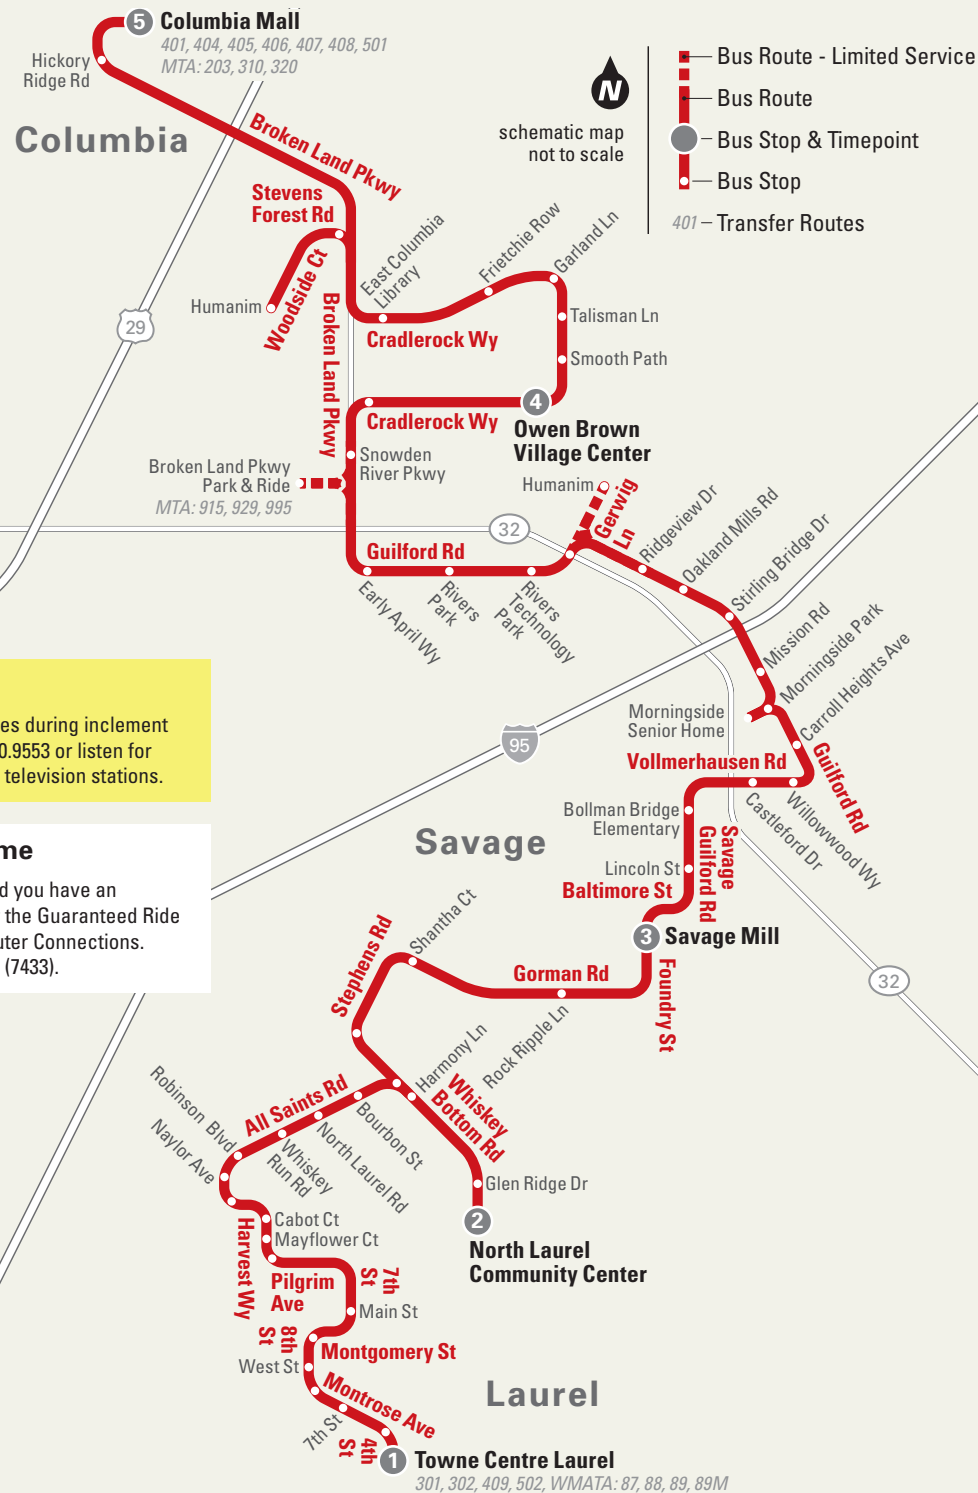 5 Columbia Mall
401, 404, 405, 406, 407, 408, 501
MTA: 203, 310, 320
Hickory
Ridge Rd
Columbia
N
schematic map
not to scale
Bus Route - Limited Service
Bus Route
Bus Stop & Timepoint
Bus Stop
401 – Transfer Routes
Broken Land Pkwy
Stevens
Forest Rd
Woodside Ct
Humanim
29
Broken Land Pkwy
East Columbia
Library
Frietchie Row
Garland Ln
Talisman Ln
Smooth Path
Cradlerock Wy
Cradlerock Wy
4
Owen Brown
Village Center
Snowden
River Pkwy
Broken Land Pkwy
Park & Ride
MTA: 915, 929, 995
Humanim
Gerwig
Ln
32
Guilford Rd
Early April Wy
Rivers
Park
Rivers
Technology
Park
Ridgeview Dr
Oakland Mills Rd
Stirling Bridge Dr
Mission Rd
Morningside Park
Carroll Heights Ave
Morningside
Senior Home
Guilford Rd
95
Vollmerhausen Rd
Willowwood Wy
Castleford Dr
Bollman Bridge
Elementary
Savage
Guilford Rd
Lincoln St
Baltimore St
Savage
3 Savage Mill
Foundry St
32
es during inclement
0.9553 or listen for
television stations.
me
d you have an
the Guaranteed Ride
uter Connections.
(7433).
Gorman Rd
Rock Ripple Ln
Shantha Ct
Stephens Rd
Harmony Ln
Whiskey
Bottom Rd
Glen Ridge Dr
2
North Laurel
Community Center
All Saints Rd
Bourbon St
North Laurel Rd
Whiskey
Run Rd
Robinson Blvd
Naylor Ave
Harvest Wy
Cabot Ct
Mayflower Ct
Pilgrim
Ave
7th
St
Main St
8th
St
Montgomery St
West St
Montrose Ave
7th St
4th
St
Laurel
1 Towne Centre Laurel
301, 302, 409, 502, WMATA: 87, 88, 89, 89M